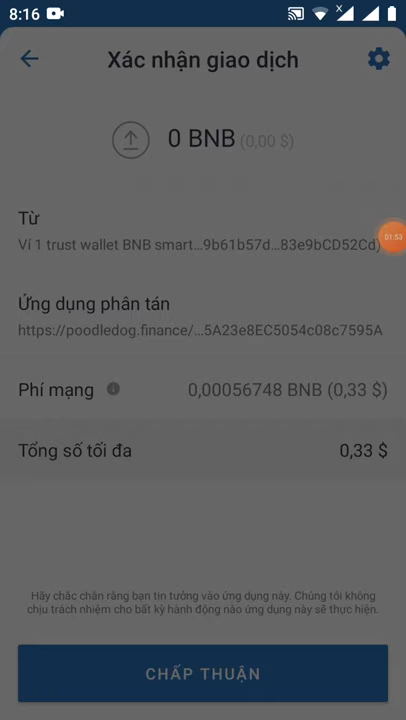 8:16
Xác nhận giao dịch
0 BNB (0,00 $)
Từ
Ví 1 trust wallet BNB smart...9b61b57d...83e9bCD52Cd)
01:53
Ứng dụng phân tán
https://poodledog.finance/...5A23e8EC5054c08c7595A
Phí mạng 0,00056748 BNB (0,33 $)
Tổng số tối đa 0,33 $
Hãy chắc chắn rằng bạn tin tưởng vào ứng dụng này. Chúng tôi không
chịu trách nhiệm cho bất kỳ hành động nào ứng dụng này sẽ thực hiện.
CHẤP THUẬN